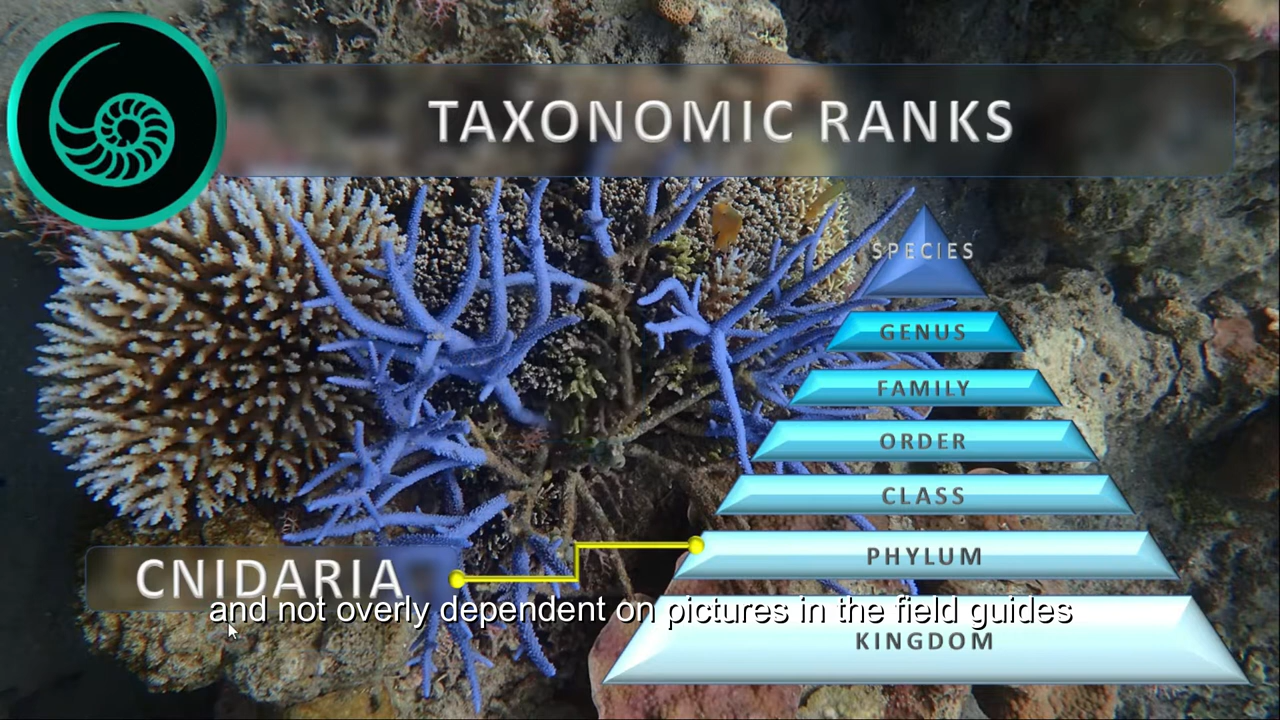 TAXONOMIC RANKS
SPECIES
GENUS
FAMILY
ORDER
CLASS
PHYLUM
CNIDARIA
and not overly dependent on pictures in the field guides
KINGDOM